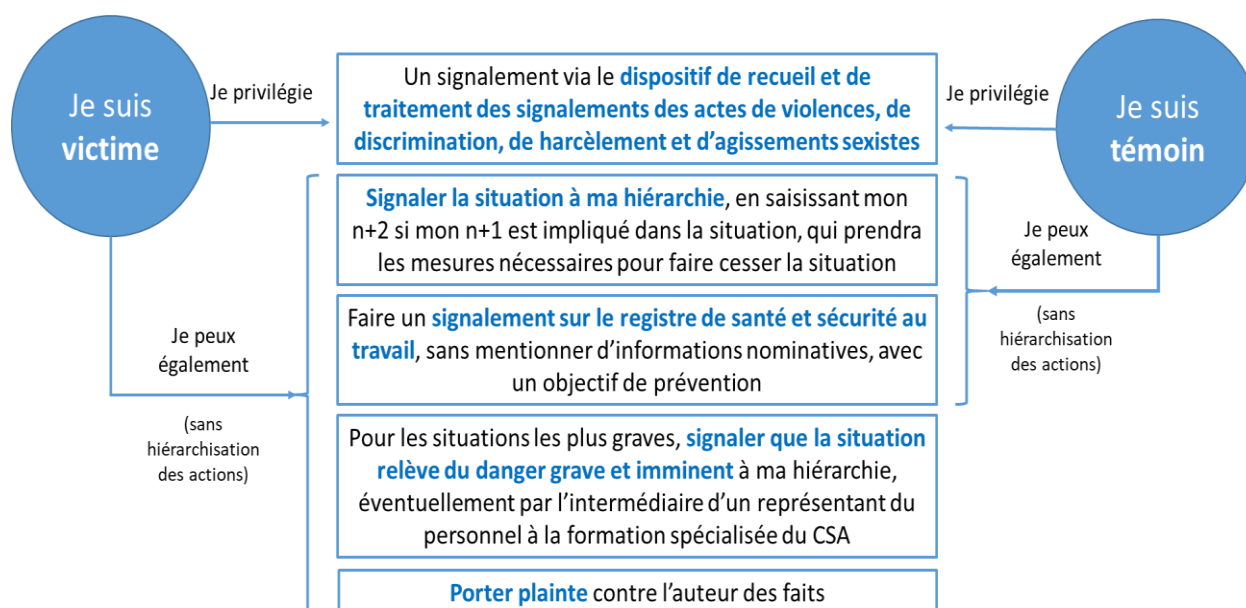 Je suis
victime
Je privilégie
Un signalement via le dispositif de recueil et de
traitement des signalements des actes de violences, de
discrimination, de harcèlement et d'agissements sexistes
Je privilégie
Je suis
témoin
Signaler la situation à ma hiérarchie, en saisissant mon
n+2 si mon n+1 est impliqué dans la situation, qui prendra
les mesures nécessaires pour faire cesser la situation
Je peux
également
(sans
hiérarchisation
des actions)
Faire un signalement sur le registre de santé et sécurité au
travail, sans mentionner d'informations nominatives, avec
un objectif de prévention
Je peux
également
(sans
hiérarchisation
des actions)
Pour les situations les plus graves, signaler que la situation
relève du danger grave et imminent à ma hiérarchie,
éventuellement par l'intermédiaire d'un représentant du
personnel à la formation spécialisée du CSA
Porter plainte contre l'auteur des faits